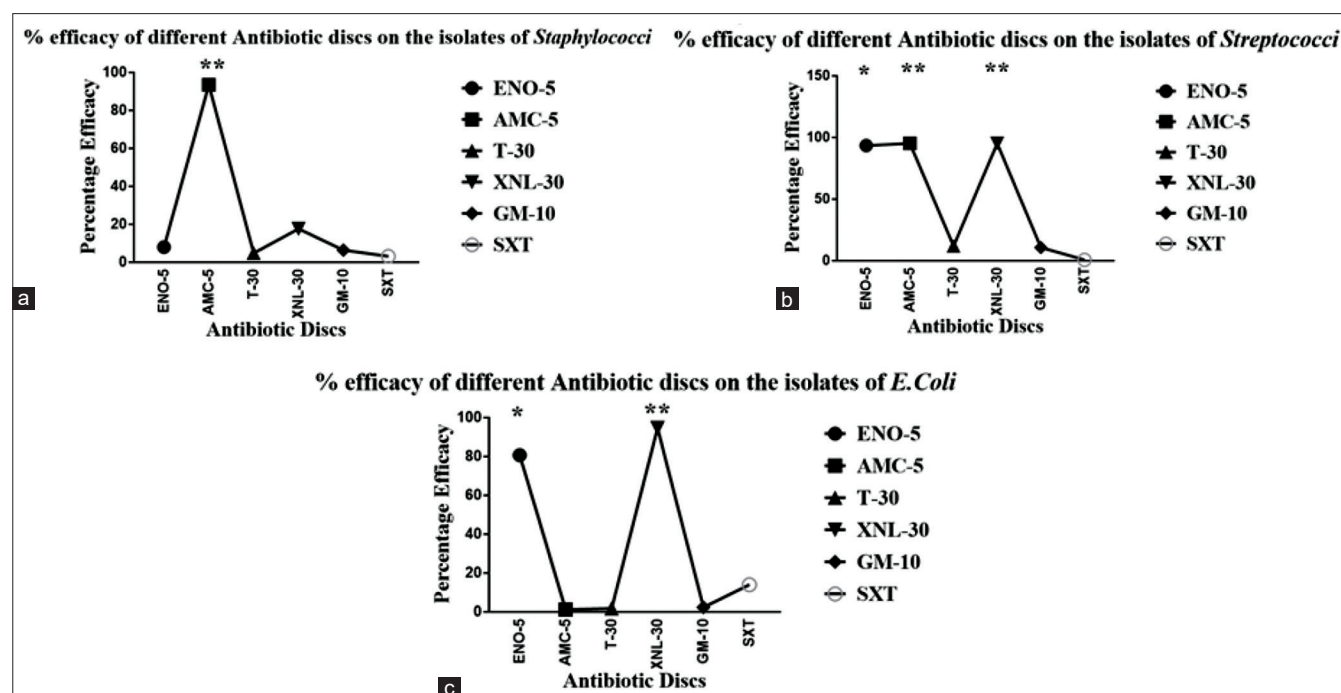 % efficacy of different Antibiotic discs on the isolates of Staphylococci
**
100
80
60
40
20
0
Percentage Efficacy
ENO-5
AMC-5
T-30
XNL-30
GM-10
SXT
Antibiotic Discs
ENO-5
AMC-5
T-30
XNL-30
GM-10
SXT
a
% efficacy of different Antibiotic discs on the isolates of Streptococci
* ** **
150
100
50
0
Percentage Efficacy
ENO-5
AMC-5
T-30
XNL-30
GM-10
SXT
Antibiotic Discs
ENO-5
AMC-5
T-30
XNL-30
GM-10
SXT
b
% efficacy of different Antibiotic discs on the isolates of E.Coli
* **
100
80
60
40
20
0
Percentage Efficacy
ENO-5
AMC-5
T-30
XNL-30
GM-10
SXT
Antibiotic Discs
ENO-5
AMC-5
T-30
XNL-30
GM-10
SXT
c